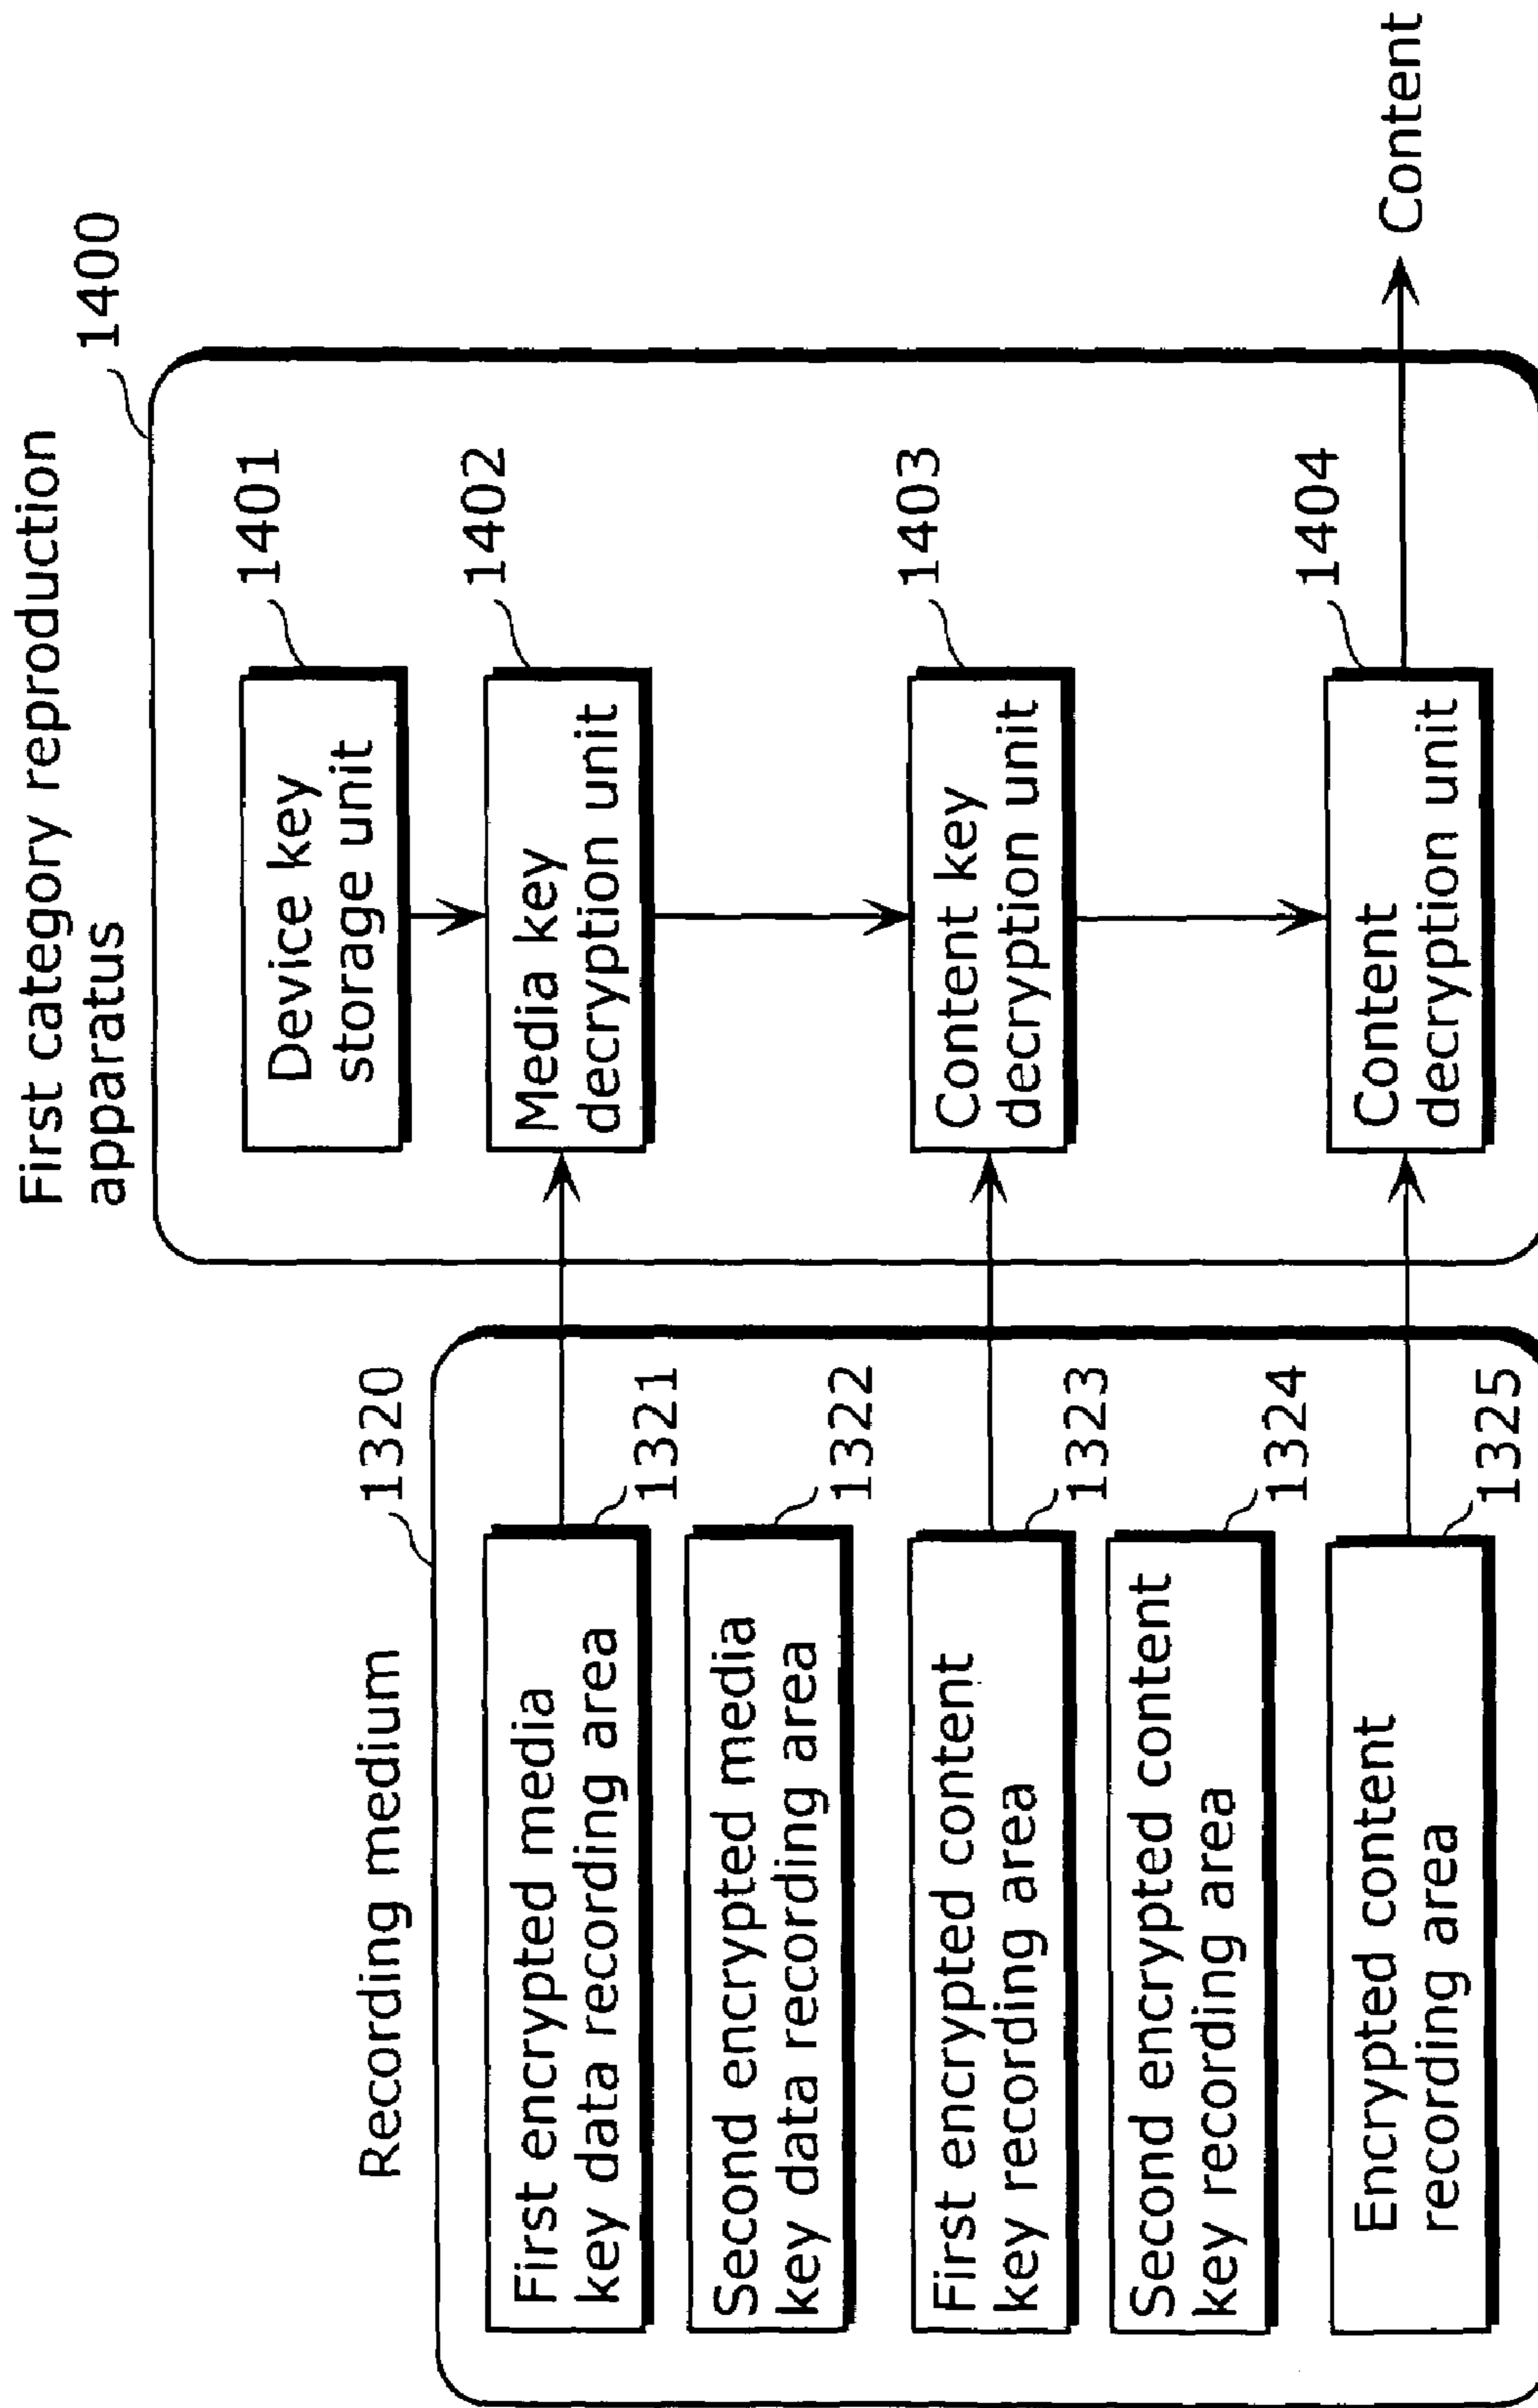 First category reproduction
apparatus
1400
Recording medium
1320
Device key
storage unit
1401
First encrypted media
key data recording area
1321
Media key
decryption unit
1402
Second encrypted media
key data recording area
1322
First encrypted content
key recording area
1323
Content key
decryption unit
1403
Second encrypted content
key recording area
1324
Encrypted content
recording area
1325
Content
decryption unit
1404
Content